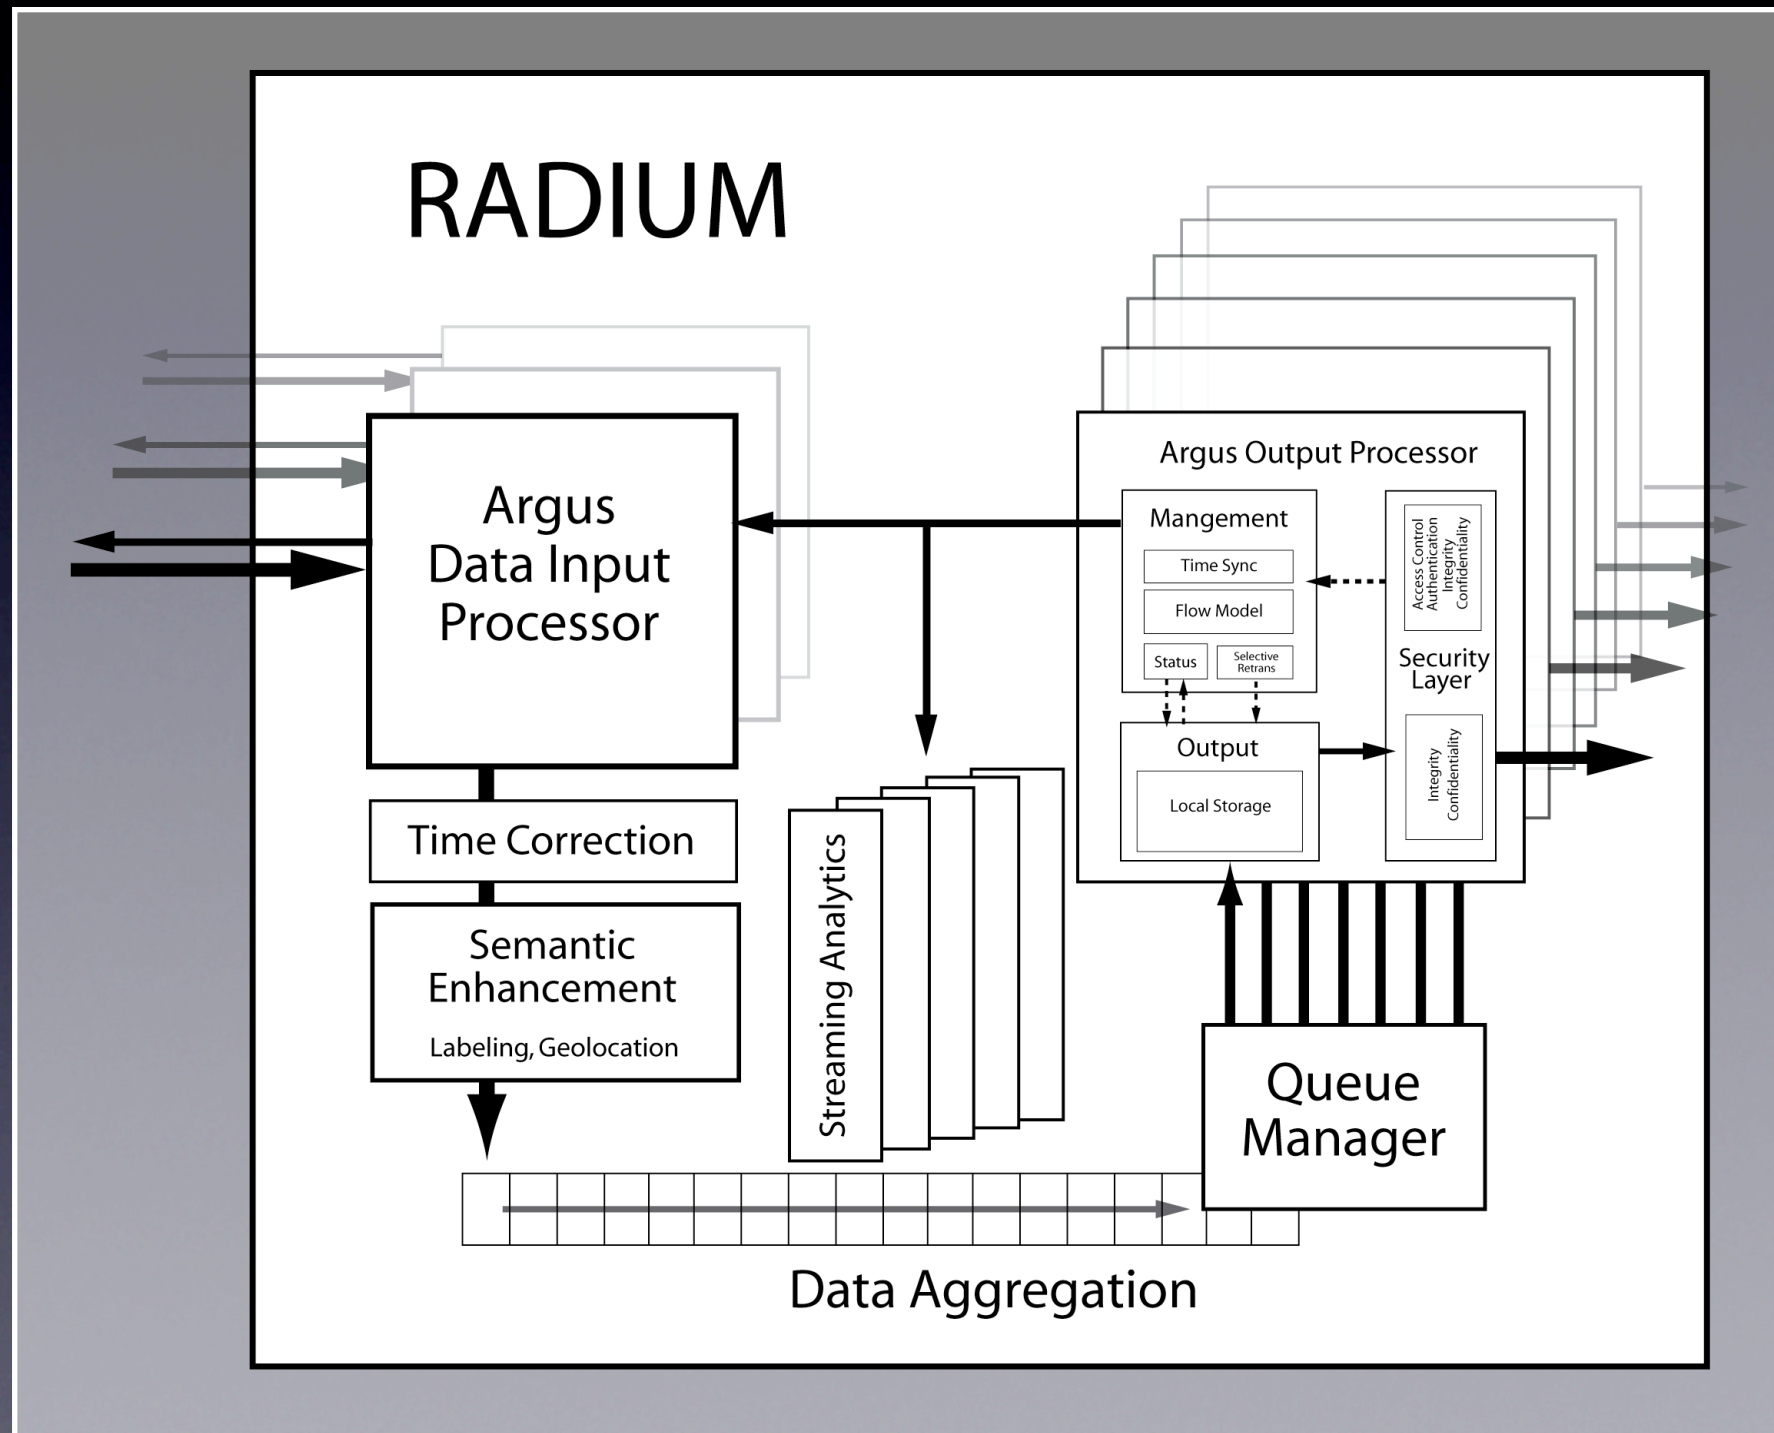 RADIUM
Argus
Data Input
Processor
Time Correction
Semantic
Enhancement
Labeling, Geolocation
Streaming Analytics
Argus Output Processor
Mangement
Time Sync
Flow Model
Status
Selective
Retrans
Output
Local Storage
Access Control
Authentication
Integrity
Confidentiality
Security
Layer
Integrity
Confidentiality
Queue
Manager
Data Aggregation